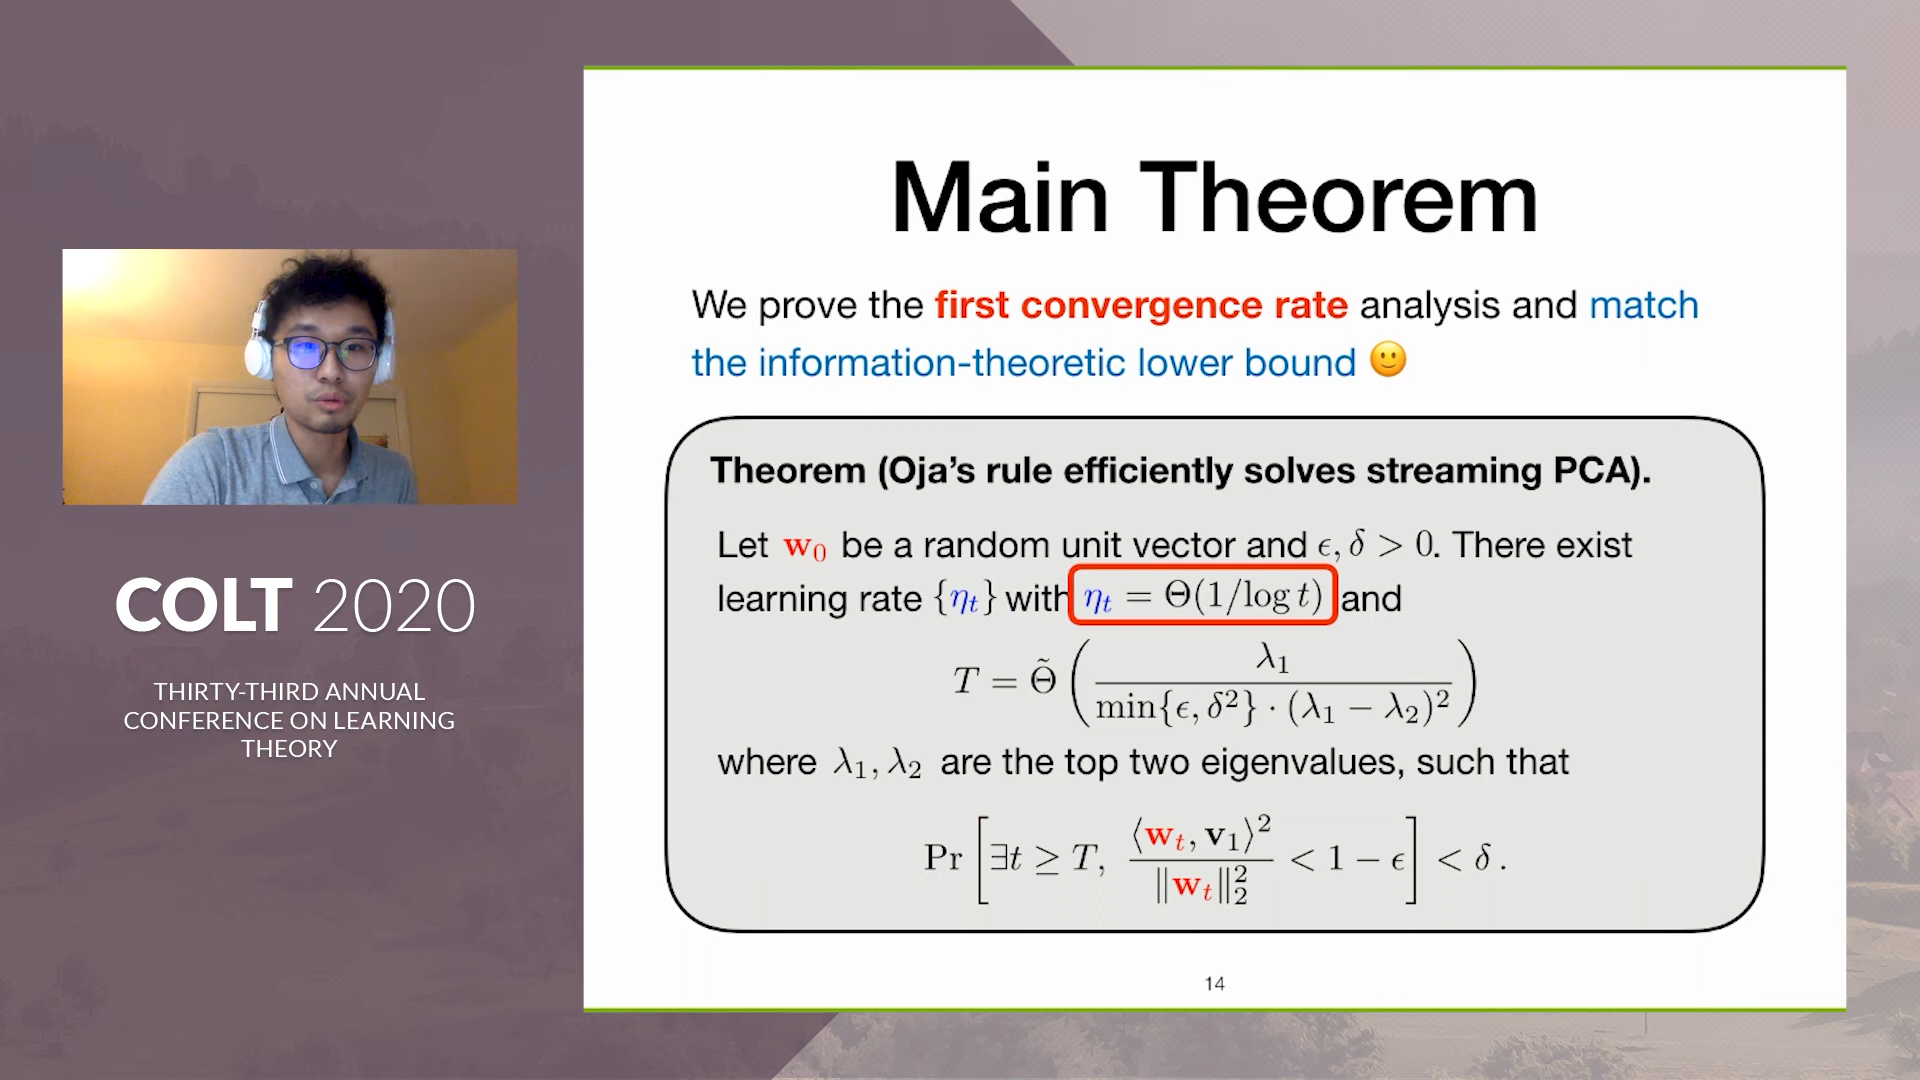 COLT 2020
THIRTY-THIRD ANNUAL
CONFERENCE ON LEARNING
THEORY
Main Theorem
We prove the first convergence rate analysis and match
the information-theoretic lower bound 🙂
Theorem (Oja’s rule efficiently solves streaming PCA).
Let w₀ be a random unit vector and ϵ, δ > 0. There exist
learning rate {ηₜ} with ηₜ = Θ(1/log t) and
T = Θ̃ ( λ₁ / (min{ϵ, δ²} · (λ₁ − λ₂)²) )
where λ₁, λ₂ are the top two eigenvalues, such that
Pr [ ∃t ≥ T, ⟨wₜ, v₁⟩² / ‖wₜ‖₂² < 1 − ϵ ] < δ .
14